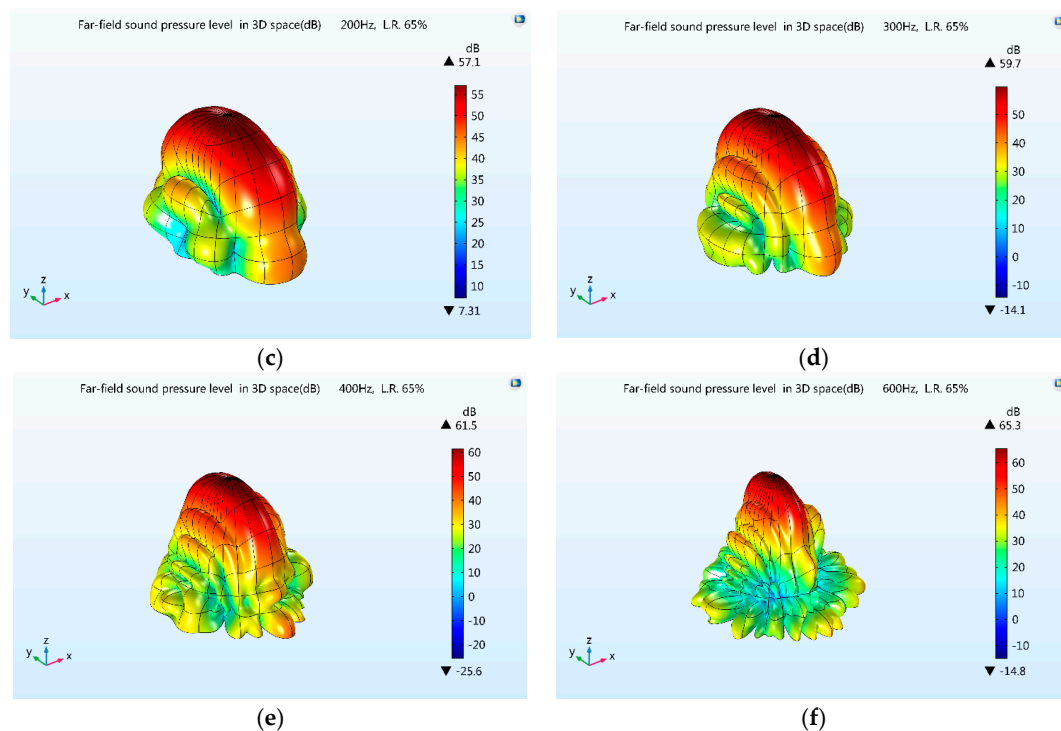 Far-field sound pressure level in 3D space(dB) 200Hz, L.R. 65%
dB
▲ 57.1
55
50
45
40
35
30
25
20
15
10
▼ 7.31
y z x
(c)
Far-field sound pressure level in 3D space(dB) 300Hz, L.R. 65%
dB
▲ 59.7
50
40
30
20
10
0
10
▼ -14.1
y z x
(d)
Far-field sound pressure level in 3D space(dB) 400Hz, L.R. 65%
dB
▲ 61.5
60
50
40
30
20
10
0
-10
-20
▼ -25.6
y z x
(e)
Far-field sound pressure level in 3D space(dB) 600Hz, L.R. 65%
dB
▲ 65.3
60
50
40
30
20
10
0
-10
▼ -14.8
y z x
(f)